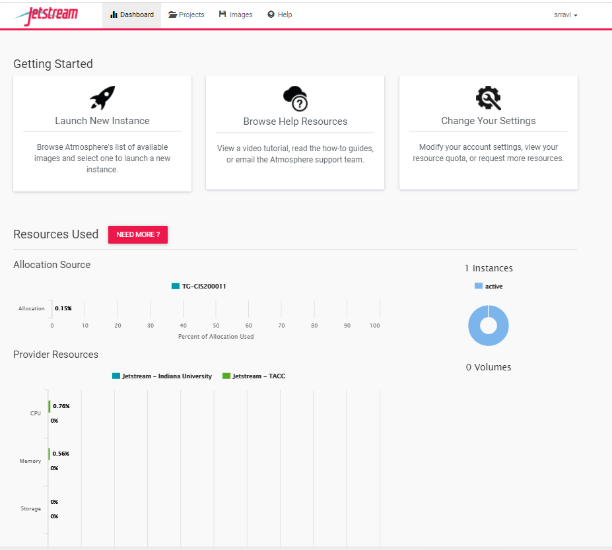 Jetstream
Dashboard Projects Images Help srravi
Getting Started
Launch New Instance
Browse Atmosphere's list of available
images and select one to launch a new
instance.
Browse Help Resources
View a video tutorial, read the how-to guides,
or email the Atmosphere support team.
Change Your Settings
Modify your account settings, view your
resource quota, or request more resources.
Resources Used NEED MORE ?
Allocation Source
TG-CIS200011
Allocation 0.15%
0 10 20 30 40 50 60 70 80 90 100
Percent of Allocation Used
1 Instances
active
0 Volumes
Provider Resources
Jetstream - Indiana University Jetstream - TACC
CPU 0.76%
0%
Memory 0.56%
0%
Storage 0%
0%